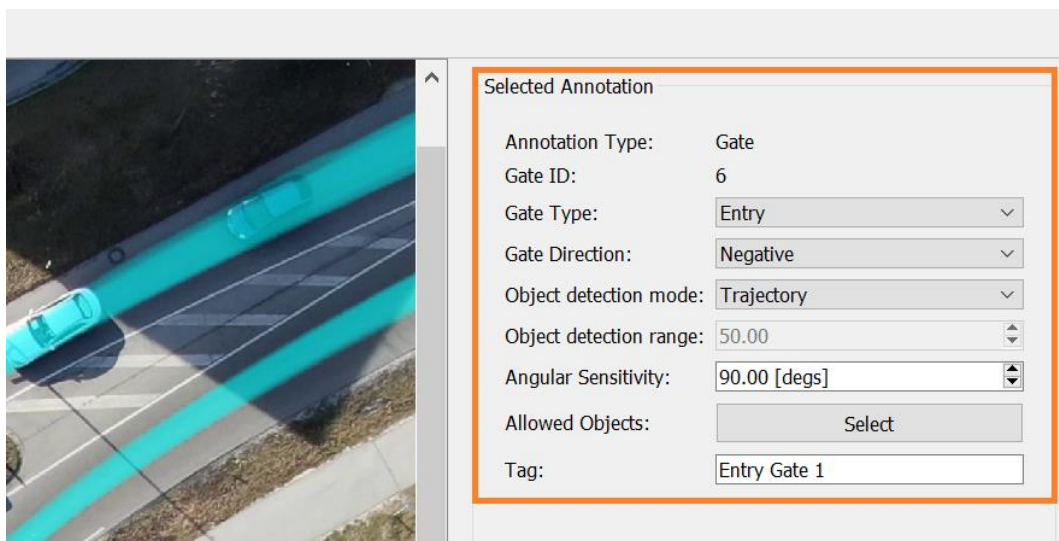 Selected Annotation
Annotation Type: Gate
Gate ID: 6
Gate Type: Entry
Gate Direction: Negative
Object detection mode: Trajectory
Object detection range: 50.00
Angular Sensitivity: 90.00 [degs]
Allowed Objects: Select
Tag: Entry Gate 1